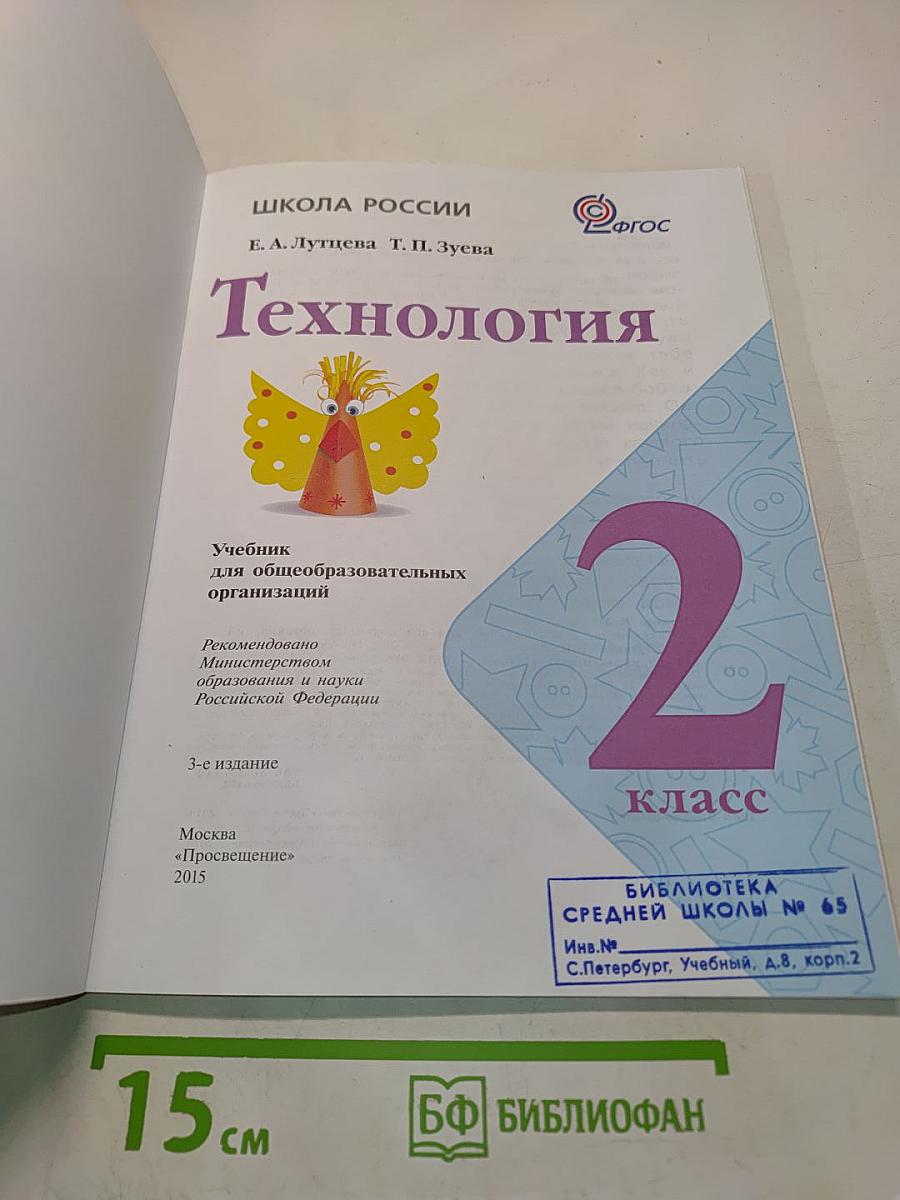 ШКОЛА РОССИИ
ФГОС
Е. А. Лутцева Т. П. Зуева
Технология
Учебник
для общеобразовательных
организаций
Рекомендовано
Министерством
образования и науки
Российской Федерации
3-е издание
2
класс
Москва
«Просвещение»
2015
БИБЛИОТЕКА
СРЕДНЕЙ ШКОЛЫ № 65
Инв.№
С.Петербург, Учебный, д.8, корп.2
15 см
БФ БИБЛИОФАН